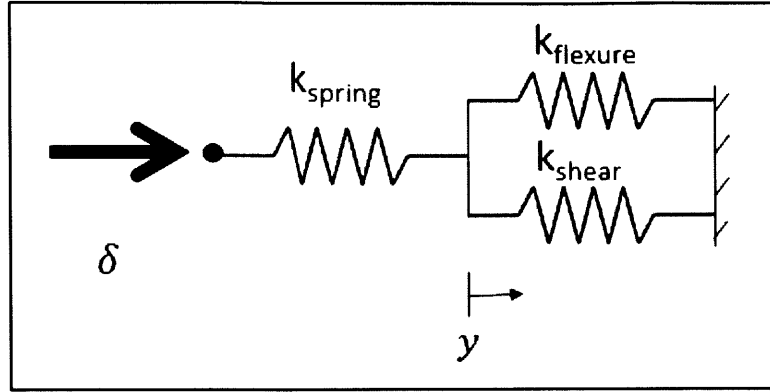 k_flexure
k_spring
k_shear
δ
y